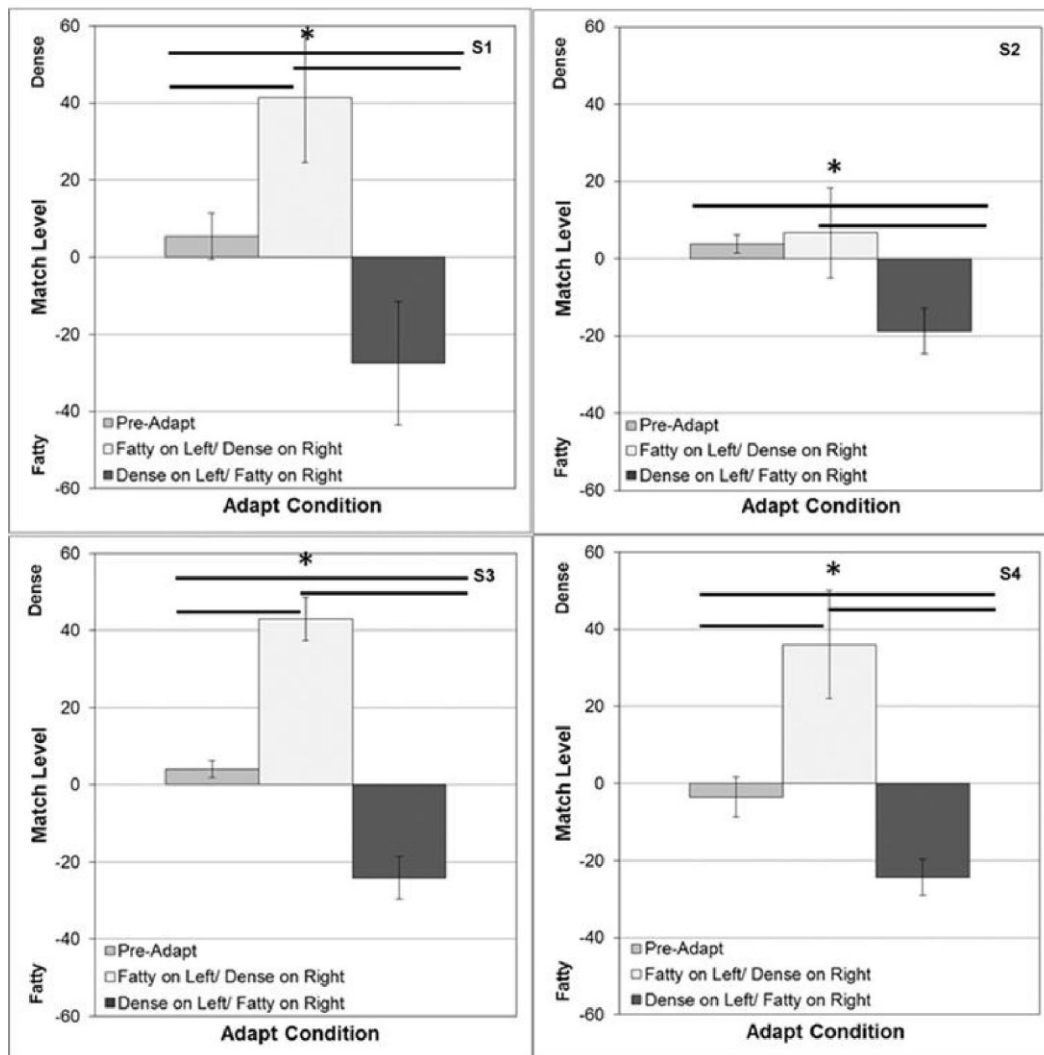 60
40
20
0
-20
-40
-60
Dense
Match Level
Fatty
*
S1
Pre-Adapt
Fatty on Left/ Dense on Right
Dense on Left/ Fatty on Right
Adapt Condition
60
40
20
0
-20
-40
-60
Dense
Match Level
Fatty
*
S2
Pre-Adapt
Fatty on Left/ Dense on Right
Dense on Left/ Fatty on Right
Adapt Condition
60
40
20
0
-20
-40
-60
Dense
Match Level
Fatty
*
S3
Pre-Adapt
Fatty on Left/ Dense on Right
Dense on Left/ Fatty on Right
Adapt Condition
60
40
20
0
-20
-40
-60
Dense
Match Level
Fatty
*
S4
Pre-Adapt
Fatty on Left/ Dense on Right
Dense on Left/ Fatty on Right
Adapt Condition